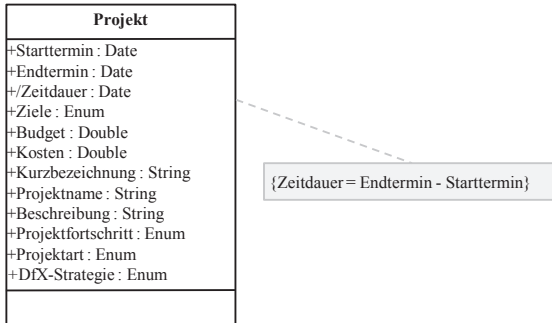 Projekt
+Starttermin : Date
+Endtermin : Date
+/Zeitdauer : Date
+Ziele : Enum
+Budget : Double
+Kosten : Double
+Kurzbezeichnung : String
+Projektname : String
+Beschreibung : String
+Projektfortschritt : Enum
+Projektart : Enum
+DfX-Strategie : Enum
{Zeitdauer = Endtermin - Starttermin}